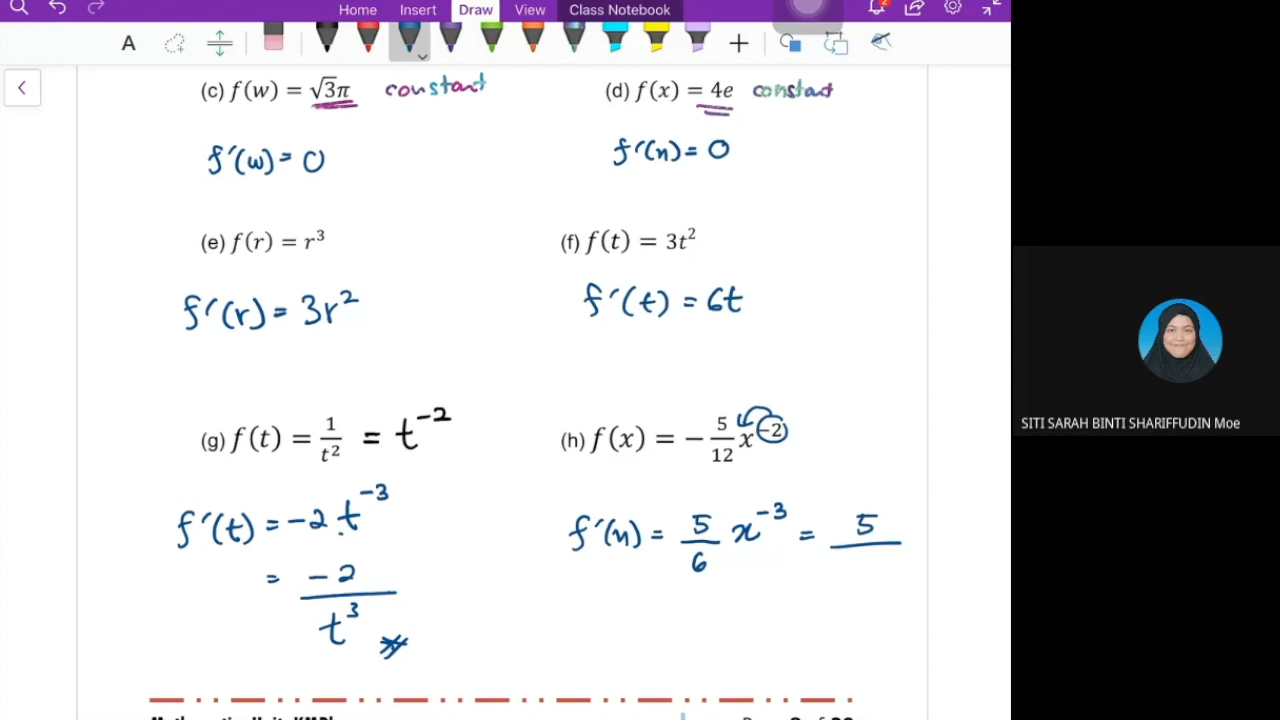 Home Insert Draw View Class Notebook
A
(c) f(w) = √3π constant
(d) f(x) = 4e constant
f'(w) = 0
f'(x) = 0
(e) f(r) = r³
(f) f(t) = 3t²
f'(r) = 3r²
f'(t) = 6t
(g) f(t) = 1/t² = t⁻²
(h) f(x) = −5/12 x⁻²
f'(t) = −2t⁻³
= −2/t³
f'(x) = 5/6 x⁻³ = 5
SITI SARAH BINTI SHARIFFUDIN Moe